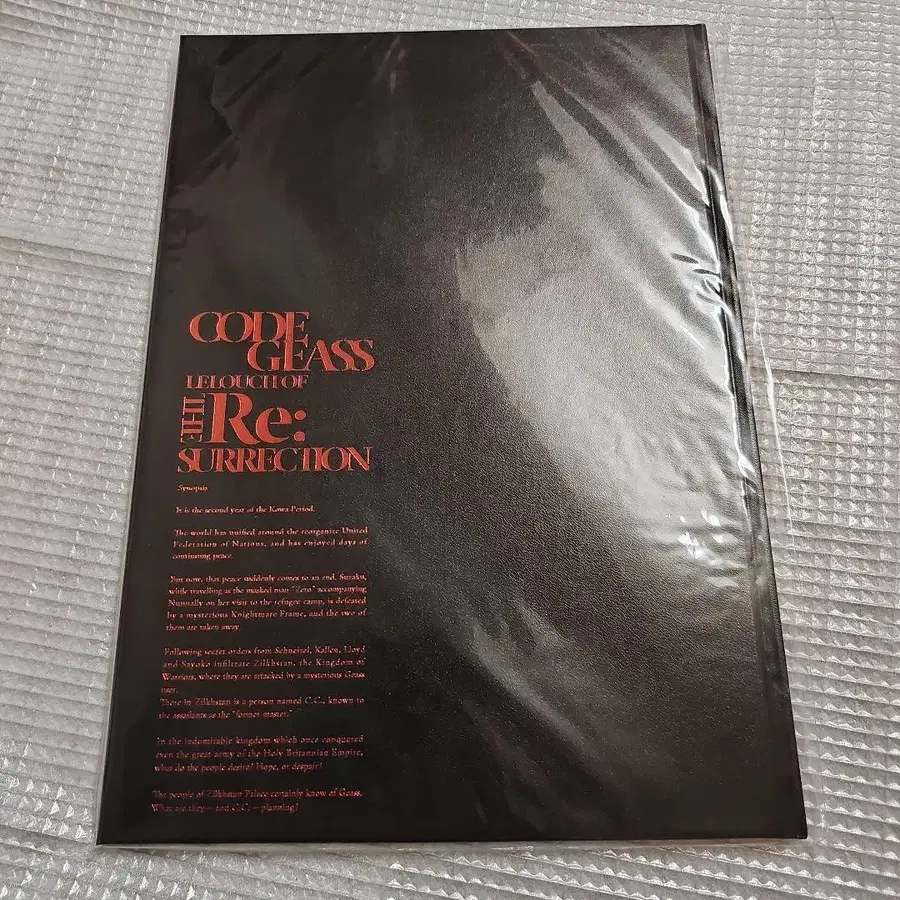 CODE
GEASS
LELOUCH OF
THE Re:
SURRECTION
Synopsis
It is the second year of the Kowa Period.
The world has unified around the reorganite United
Federation of Nations, and has enjoyed days of
continuing peace.
But now, that peace suddenly comes to an end. Suzaku,
while travelling as the masked man "Zero" accompanying
Nunnally on her visit to the refugee camp, is defeated
by a mysterious Knightmare Frame, and the two of
them are taken away.
Following secret orders from Schneizel, Kallen, Lloyd
and Sayoko infiltrate Zilkhstan, the Kingdom of
Warriors, where they are attacked by a mysterious Geass
user.
There in Zilkhstan is a person named C.C., known to
the assailants as the "former master."
In the indomitable kingdom which once conquered
even the great army of the Holy Britannian Empire,
what do the people desire? Hope, or despair?
The people of Zilkhstan Palace certainly know of Geass.
What are they— and C.C. — planning?